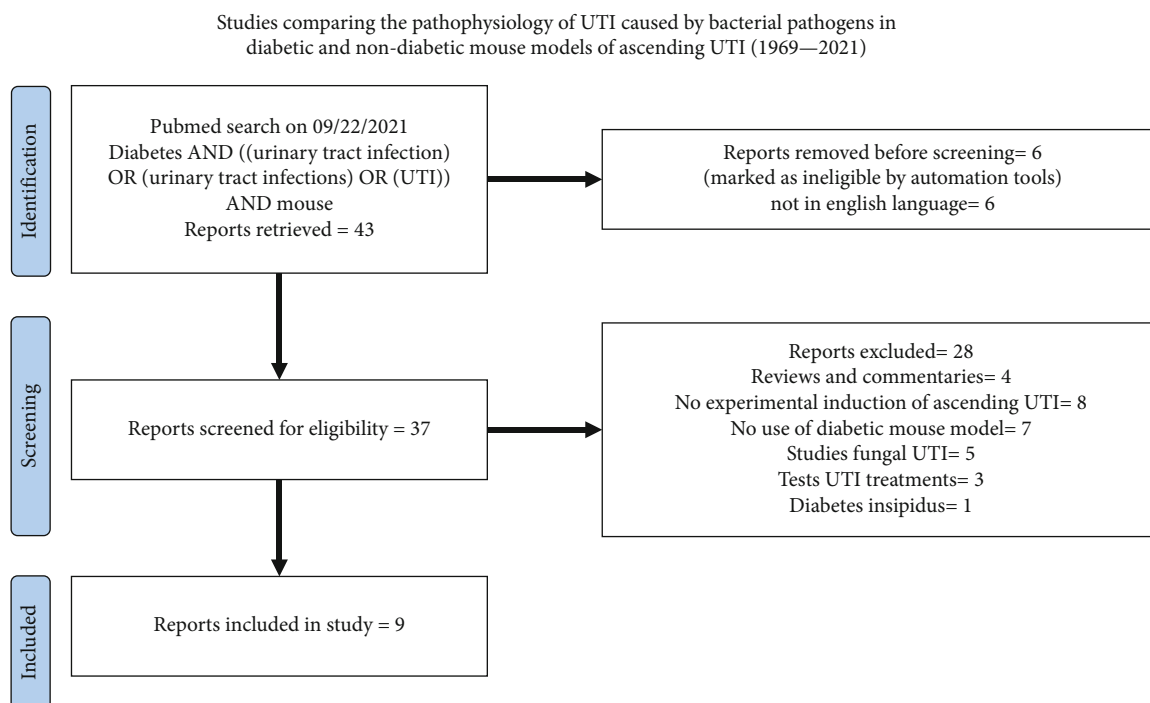 Studies comparing the pathophysiology of UTI caused by bacterial pathogens in
diabetic and non-diabetic mouse models of ascending UTI (1969—2021)
Identification
Pubmed search on 09/22/2021
Diabetes AND ((urinary tract infection)
OR (urinary tract infections) OR (UTI))
AND mouse
Reports retrieved = 43
Reports removed before screening= 6
(marked as ineligible by automation tools)
not in english language= 6
Screening
Reports screened for eligibility = 37
Reports excluded= 28
Reviews and commentaries= 4
No experimental induction of ascending UTI= 8
No use of diabetic mouse model= 7
Studies fungal UTI= 5
Tests UTI treatments= 3
Diabetes insipidus= 1
Included
Reports included in study = 9